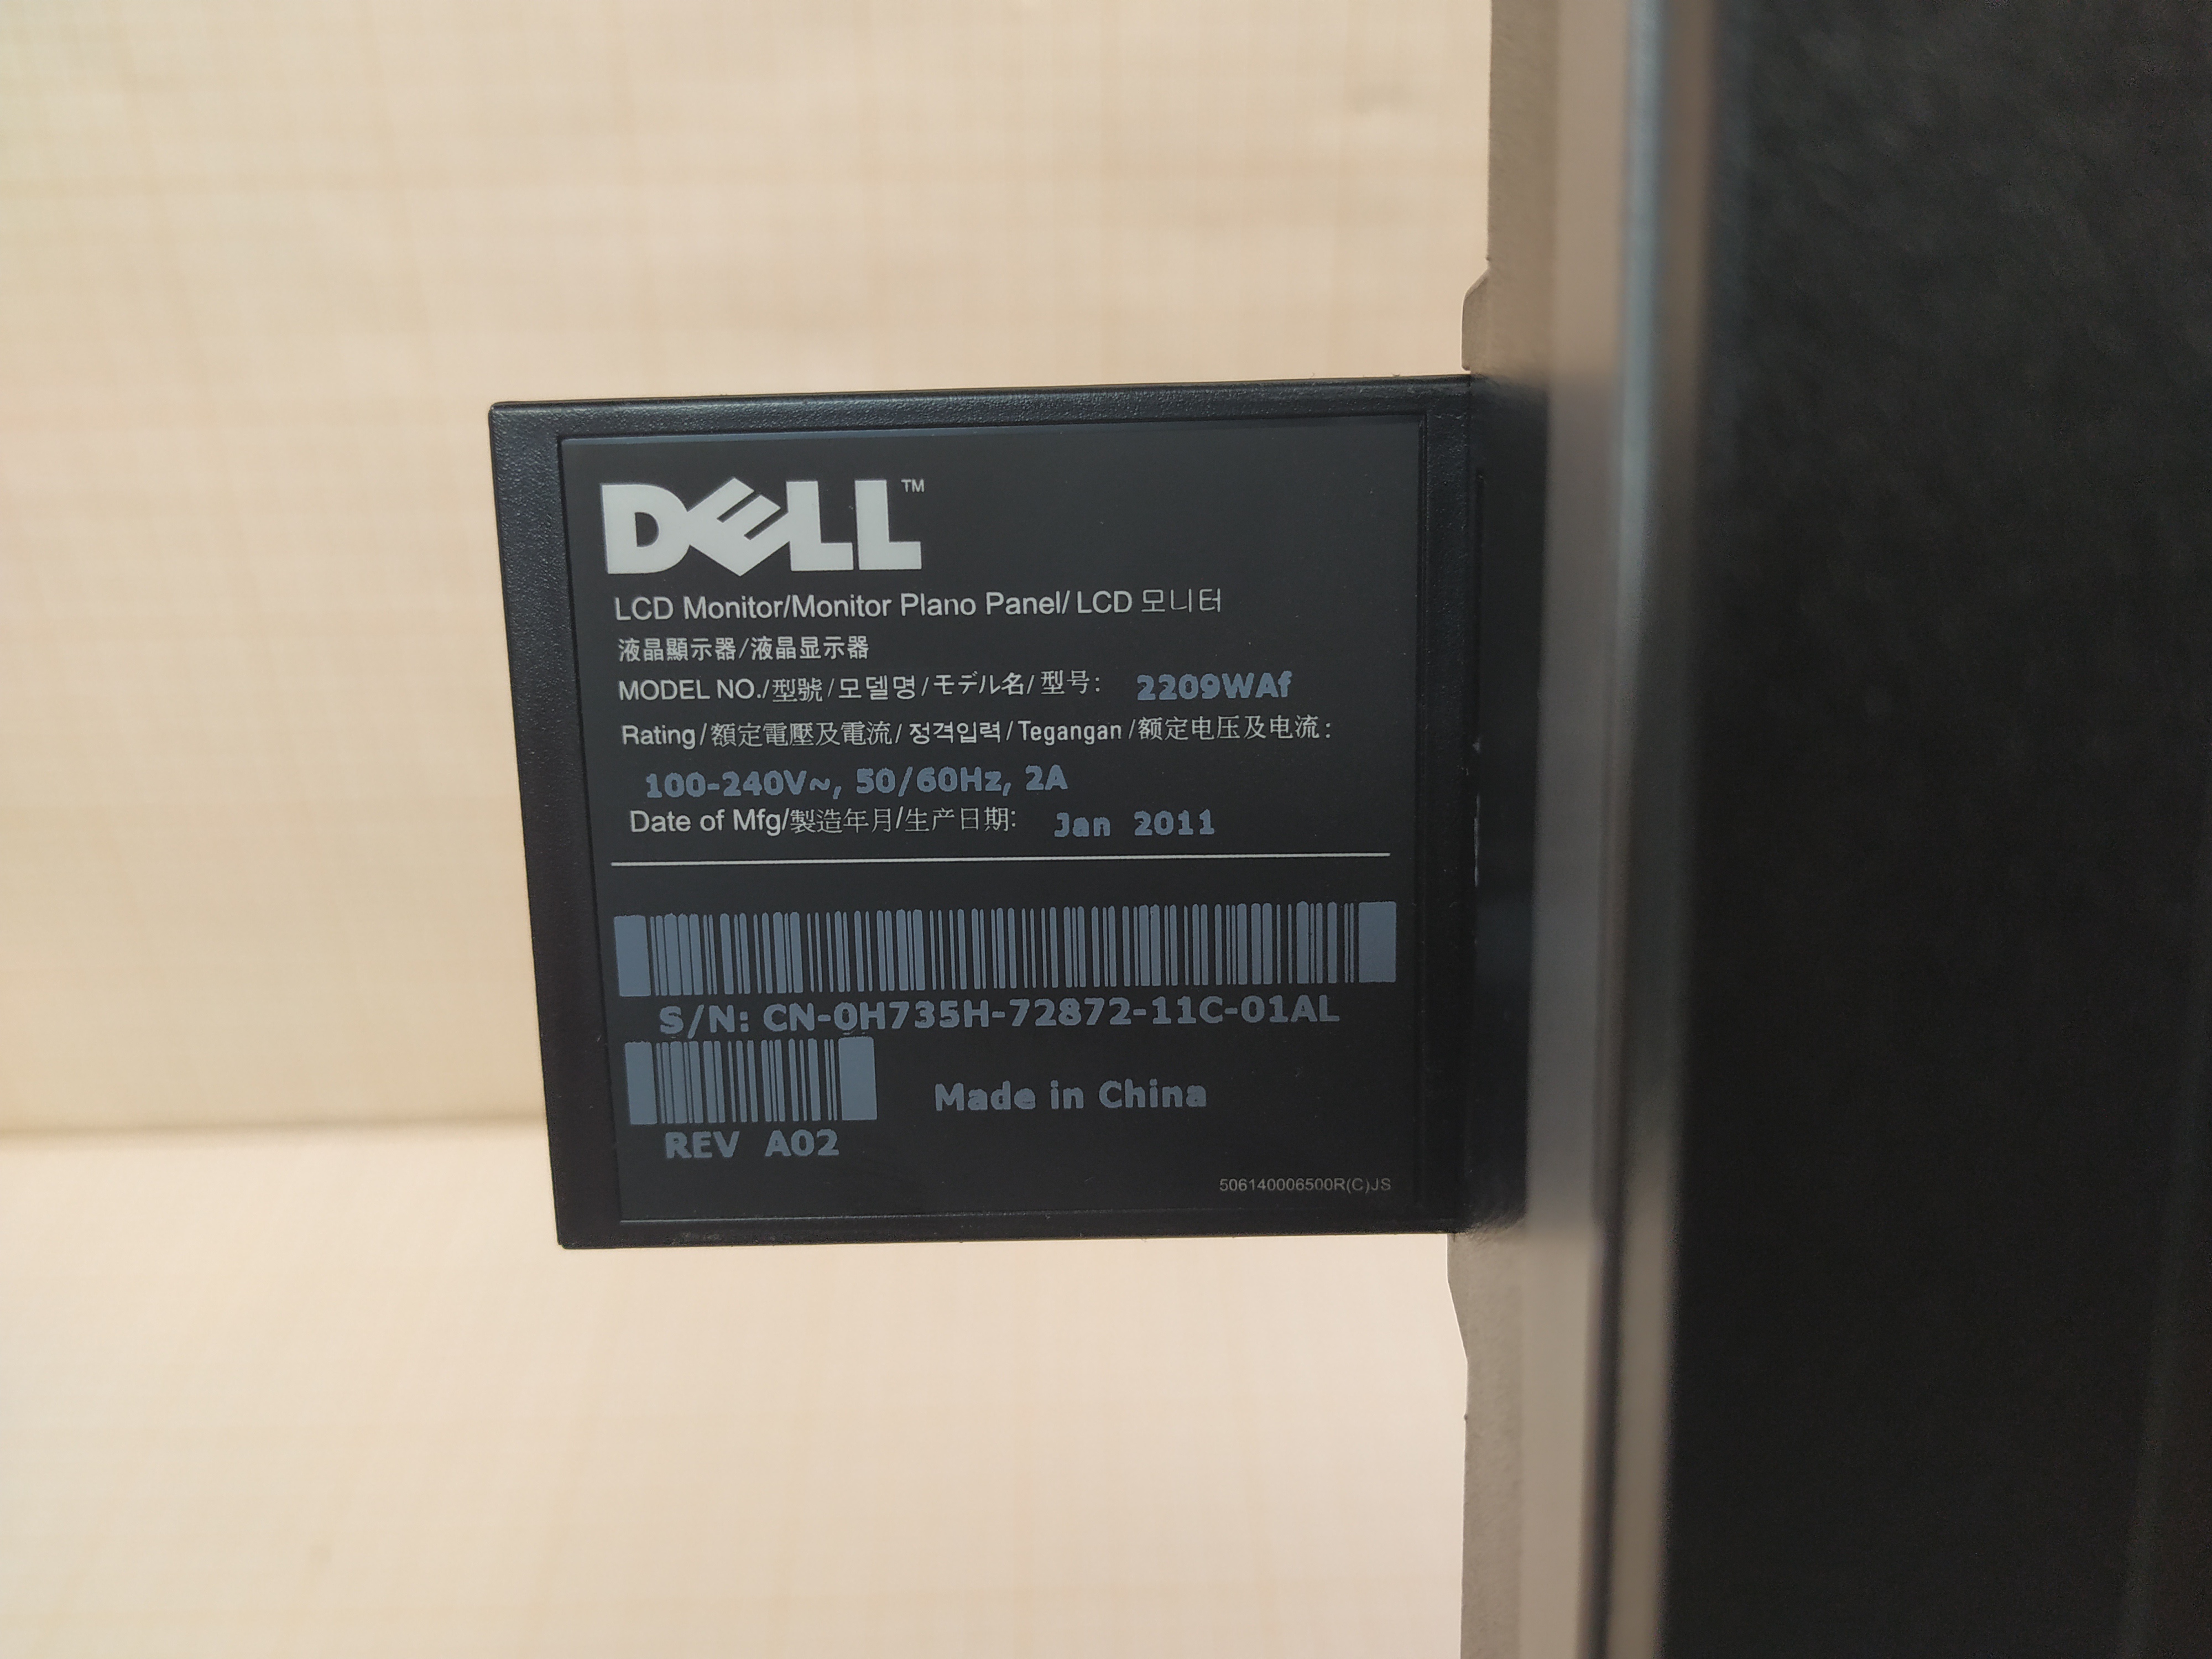 DELL™
LCD Monitor/Monitor Plano Panel/ LCD 모니터
液晶顯示器/液晶显示器
MODEL NO./型號/모델명/モデル名/型号: 2209WAf
Rating/額定電壓及電流/정격입력/Tegangan/额定电压及电流:
100-240V~, 50/60Hz, 2A
Date of Mfg/製造年月/生产日期: Jan 2011
S/N: CN-0H735H-72872-11C-01AL
Made in China
REV A02
506140006500R(C)JS